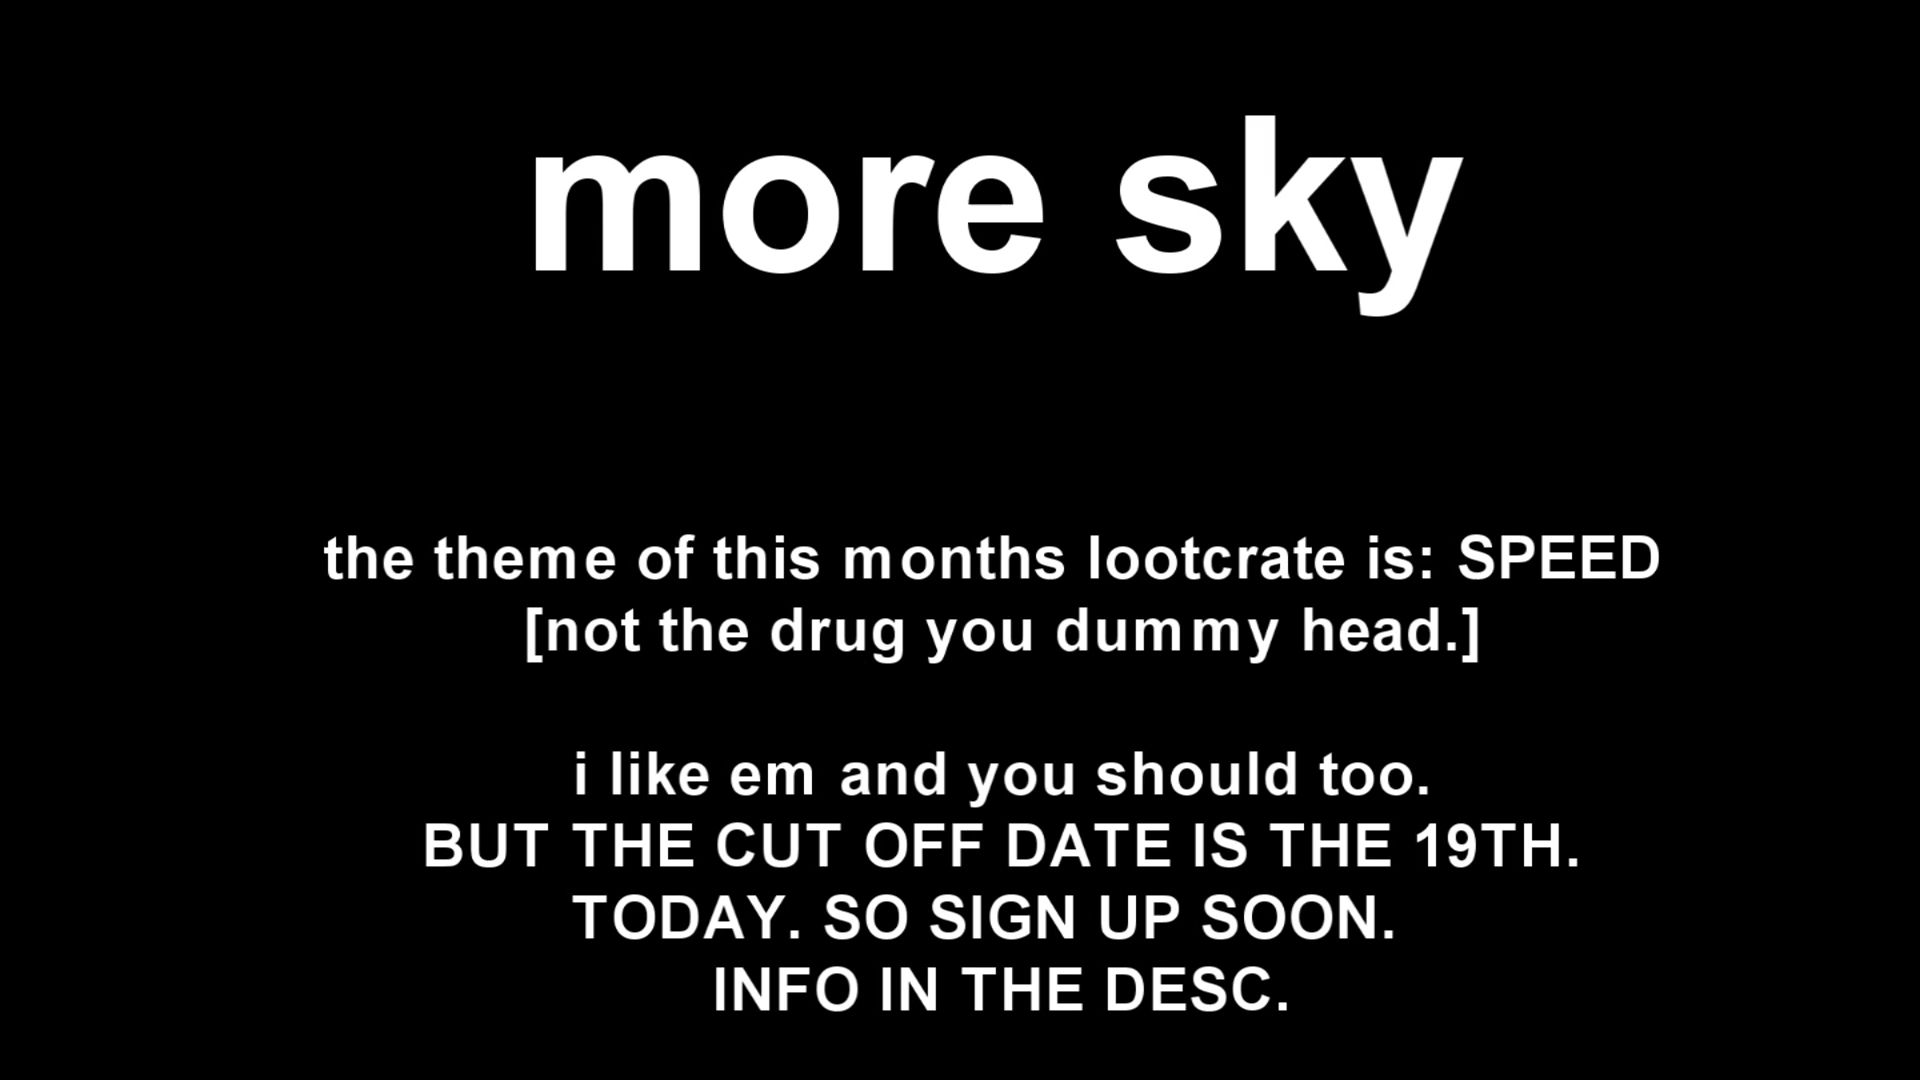 more sky
the theme of this months lootcrate is: SPEED
[not the drug you dummy head.]
i like em and you should too.
BUT THE CUT OFF DATE IS THE 19TH.
TODAY. SO SIGN UP SOON.
INFO IN THE DESC.